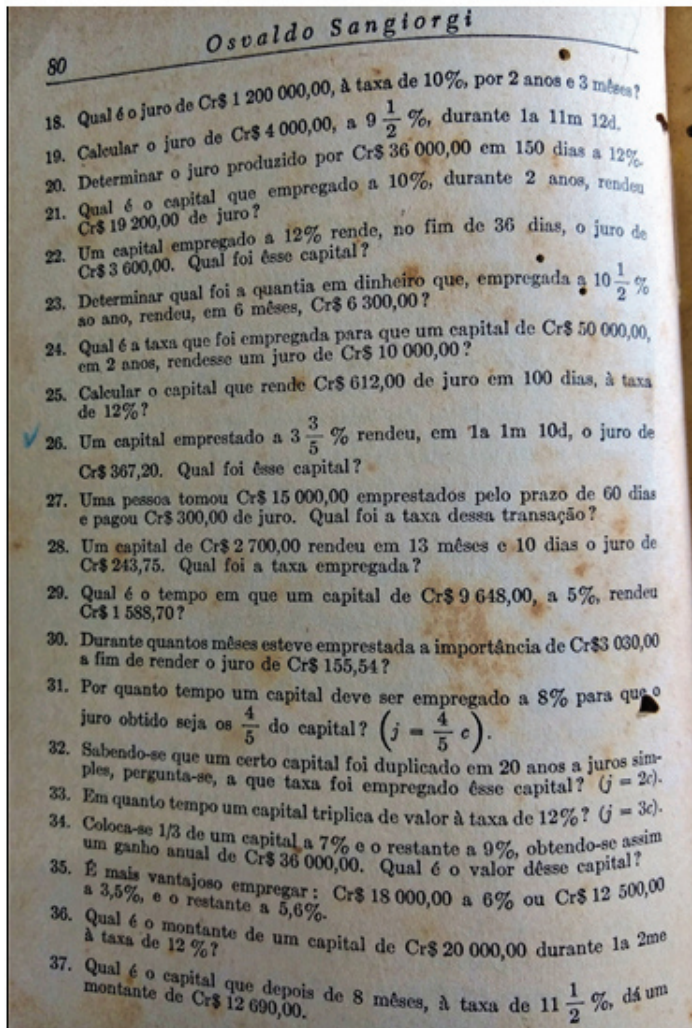 80
Osvaldo Sangiorgi
18. Qual é o juro de Cr$ 1 200 000,00, à taxa de 10%, por 2 anos e 3 mêses?
19. Calcular o juro de Cr$ 4 000,00, a 9 1/2 %, durante 1a 11m 12d.
20. Determinar o juro produzido por Cr$ 36 000,00 em 150 dias a 12%.
21. Qual é o capital que empregado a 10%, durante 2 anos, rendeu
Cr$ 19 200,00 de juro?
22. Um capital empregado a 12% rende, no fim de 36 dias, o juro de
Cr$ 3 600,00. Qual foi êsse capital?
23. Determinar qual foi a quantia em dinheiro que, empregada a 10 1/2 %
ao ano, rendeu, em 6 mêses, Cr$ 6 300,00?
24. Qual é a taxa que foi empregada para que um capital de Cr$ 50 000,00,
em 2 anos, rendesse um juro de Cr$ 10 000,00?
25. Calcular o capital que rende Cr$ 612,00 de juro em 100 dias, à taxa
de 12%?
26. Um capital emprestado a 3 3/5 % rendeu, em 1a 1m 10d, o juro de
Cr$ 367,20. Qual foi êsse capital?
27. Uma pessoa tomou Cr$ 15 000,00 emprestados pelo prazo de 60 dias
e pagou Cr$ 300,00 de juro. Qual foi a taxa dessa transação?
28. Um capital de Cr$ 2 700,00 rendeu em 13 mêses e 10 dias o juro de
Cr$ 243,75. Qual foi a taxa empregada?
29. Qual é o tempo em que um capital de Cr$ 9 648,00, a 5%, rendeu
Cr$ 1 588,70?
30. Durante quantos mêses esteve emprestada a importância de Cr$3 030,00
a fim de render o juro de Cr$ 155,54?
31. Por quanto tempo um capital deve ser empregado a 8% para que o
juro obtido seja os 4/5 do capital? (j = 4/5 c).
32. Sabendo-se que um certo capital foi duplicado em 20 anos a juros sim-
ples, pergunta-se, a que taxa foi empregado êsse capital? (j = 2c).
33. Em quanto tempo um capital triplica de valor à taxa de 12%? (j = 3c).
34. Coloca-se 1/3 de um capital a 7% e o restante a 9%, obtendo-se assim
um ganho anual de Cr$ 36 000,00. Qual é o valor dêsse capital?
35. É mais vantajoso empregar: Cr$ 18 000,00 a 6% ou Cr$ 12 500,00
a 3,5%, e o restante a 5,6%.
36. Qual é o montante de um capital de Cr$ 20 000,00 durante 1a 2me
à taxa de 12 %?
37. Qual é o capital que depois de 8 mêses, à taxa de 11 1/2 %, dá um
montante de Cr$ 12 690,00.